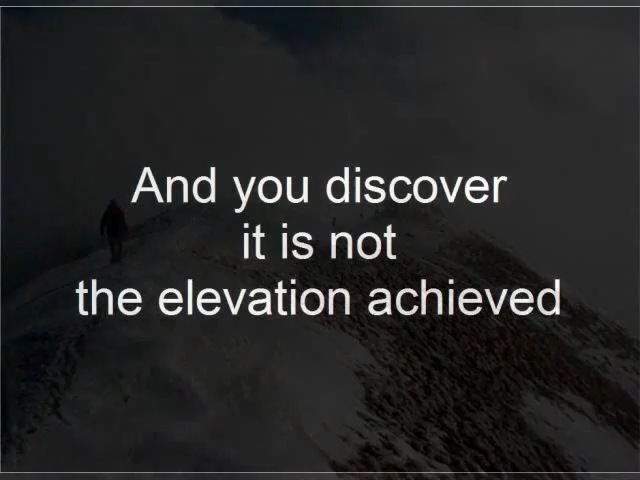 And you discover
it is not
the elevation achieved